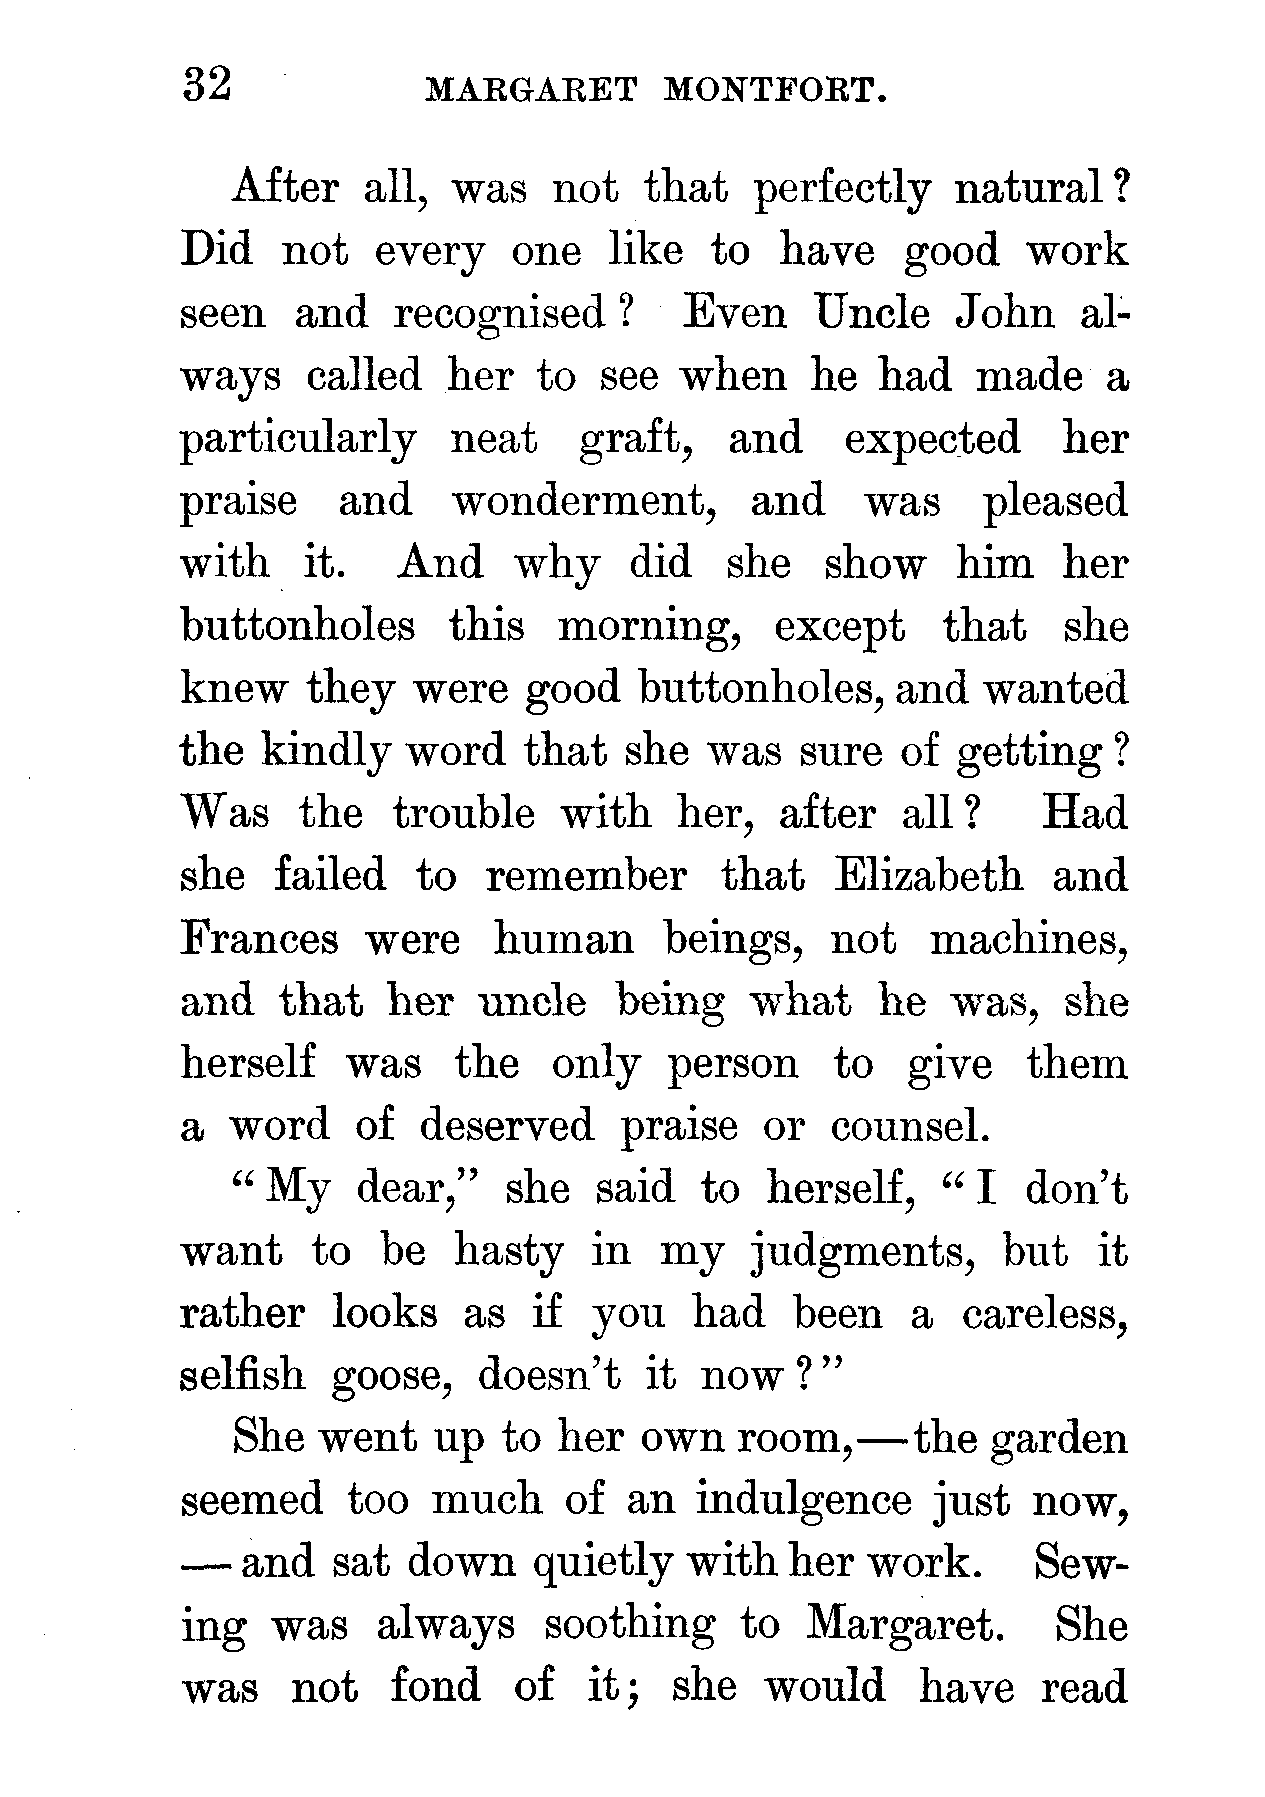 32 MARGARET MONTFORT.
After all, was not that perfectly natural?
Did not every one like to have good work
seen and recognised? Even Uncle John al-
ways called her to see when he had made a
particularly neat graft, and expected her
praise and wonderment, and was pleased
with it. And why did she show him her
buttonholes this morning, except that she
knew they were good buttonholes, and wanted
the kindly word that she was sure of getting?
Was the trouble with her, after all? Had
she failed to remember that Elizabeth and
Frances were human beings, not machines,
and that her uncle being what he was, she
herself was the only person to give them
a word of deserved praise or counsel.
“My dear,” she said to herself, “I don’t
want to be hasty in my judgments, but it
rather looks as if you had been a careless,
selfish goose, doesn’t it now?”
She went up to her own room,—the garden
seemed too much of an indulgence just now,
—and sat down quietly with her work. Sew-
ing was always soothing to Margaret. She
was not fond of it; she would have read